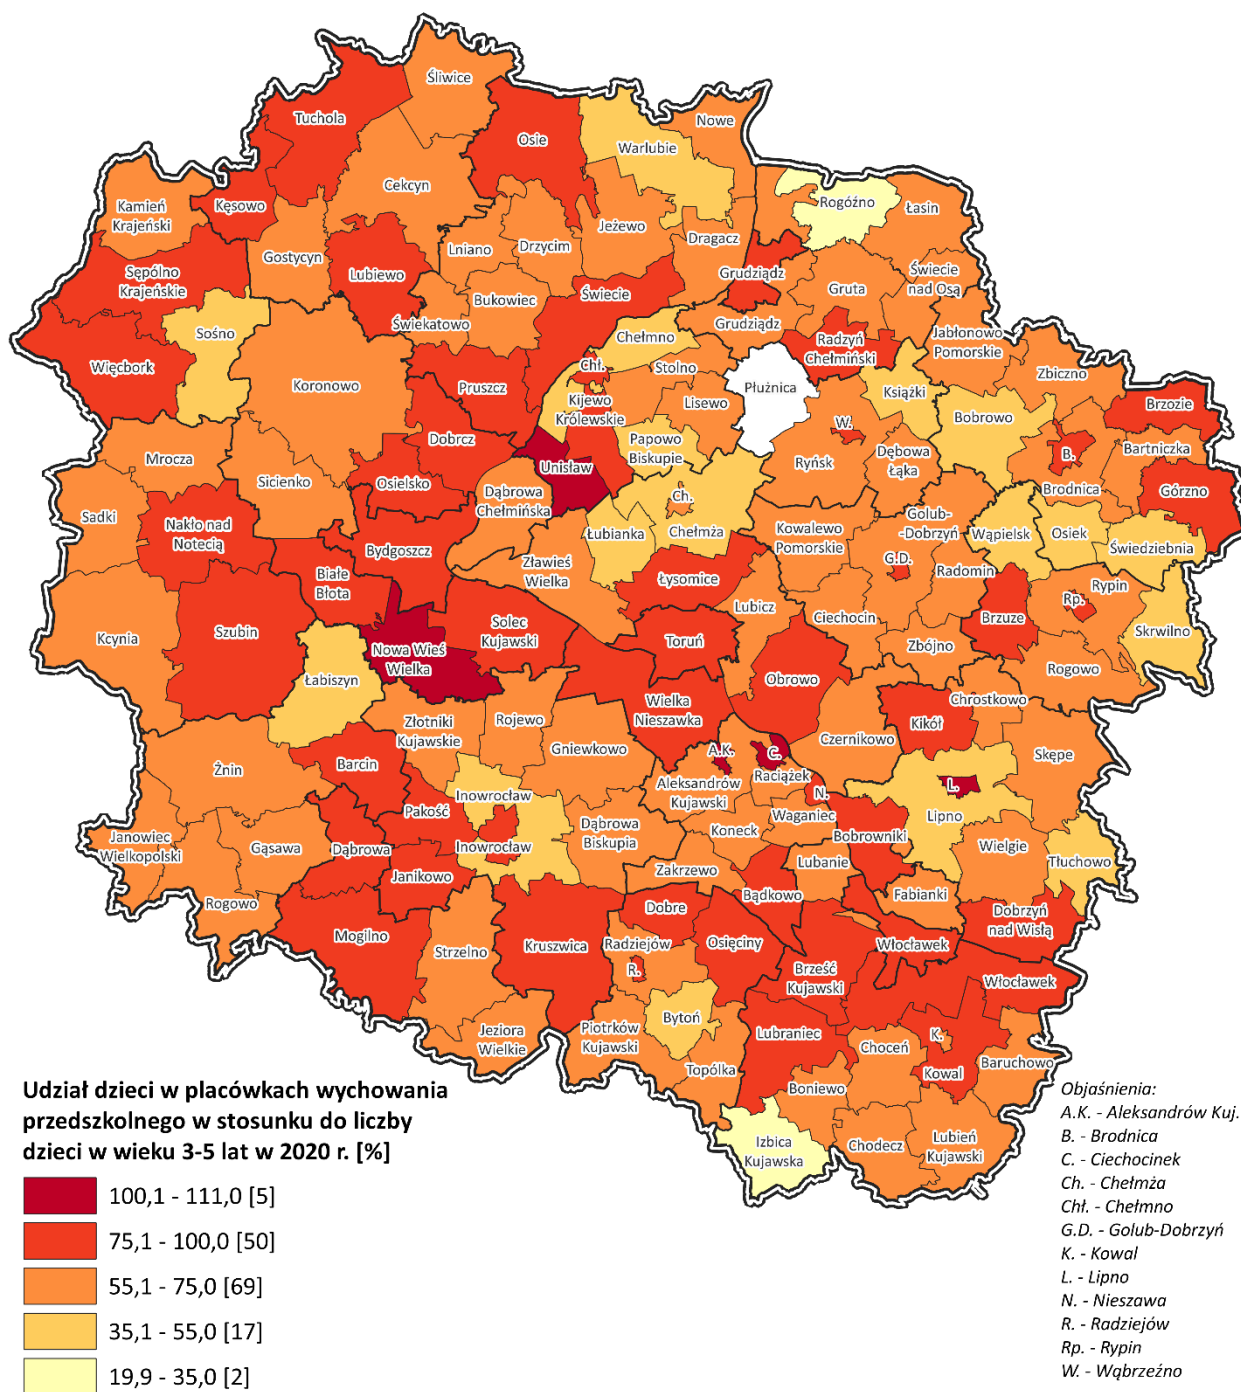 Śliwice
Tuchola
Nowe
Osie
Warlubie
Cekcyn
Rogóźno
Kamień
Krajeński
Kęsowo
Łasin
Jeżewo
Drzycim
Dragacz
Lniano
Gostycyn
Sępólno
Krajeńskie
Lubiewo
Grudziądz
Świecie
nad Osą
Gruta
Świecie
Bukowiec
Świekatowo
Grudziądz
Sośno
Chełmno
Jabłonowo
Pomorskie
Radzyń
Chełmiński
Więcbork
Stolno
Chł.
Zbiczno
Koronowo
Pruszcz
Płużnica
Książki
Kijewo
Królewskie
Lisewo
Bobrowo
Brzozie
W.
Dobrcz
Papowo
Biskupie
Bartniczka
B.
Mrocza
Unisław
Dębowa
Łąka
Ryńsk
Sicienko
Osielsko
Dąbrowa
Chełmińska
Ch.
Brodnica
Górzno
Sadki
Golub-
-Dobrzyń
Nakło nad
Notecią
Łubianka
Chełmża
Kowalewo
Pomorskie
Wąpielsk
Osiek
Świedziebnia
Bydgoszcz
G.D.
Zławieś
Wielka
Białe
Błota
Łysomice
Radomin
Rypin
Rp.
Lubicz
Ciechocin
Brzuze
Solec
Kujawski
Szubin
Kcynia
Toruń
Zbójno
Skrwilno
Nowa Wieś
Wielka
Rogowo
Łabiszyn
Obrowo
Wielka
Nieszawka
Chrostkowo
Złotniki
Kujawskie
Rojewo
Kikół
Gniewkowo
Czernikowo
A.K.
C.
Skępe
Żnin
Barcin
Raciążek
Aleksandrów
Kujawski
L.
Inowrocław
N.
Pakość
Waganiec
Lipno
Dąbrowa
Biskupia
Koneck
Bobrowniki
Janowiec
Wielkopolski
Gąsawa
Dąbrowa
Inowrocław
Wielgie
Tłuchowo
Lubanie
Zakrzewo
Janikowo
Bądkowo
Fabianki
Rogowo
Dobre
Dobrzyń
nad Wisłą
Mogilno
Kruszwica
Radziejów
Osięciny
Włocławek
Strzelno
R.
Brześć
Kujawski
Włocławek
Bytoń
Jeziora
Wielkie
Piotrków
Kujawski
Lubraniec
K.
Choceń
Baruchowo
Topólka
Kowal
Boniewo
Izbica
Kujawska
Chodecz
Lubień
Kujawski
Udział dzieci w placówkach wychowania
przedszkolnego w stosunku do liczby
dzieci w wieku 3-5 lat w 2020 r. [%]
100,1 - 111,0 [5]
75,1 - 100,0 [50]
55,1 - 75,0 [69]
35,1 - 55,0 [17]
19,9 - 35,0 [2]
Objaśnienia:
A.K. - Aleksandrów Kuj.
B. - Brodnica
C. - Ciechocinek
Ch. - Chełmża
Chł. - Chełmno
G.D. - Golub-Dobrzyń
K. - Kowal
L. - Lipno
N. - Nieszawa
R. - Radziejów
Rp. - Rypin
W. - Wąbrzeźno